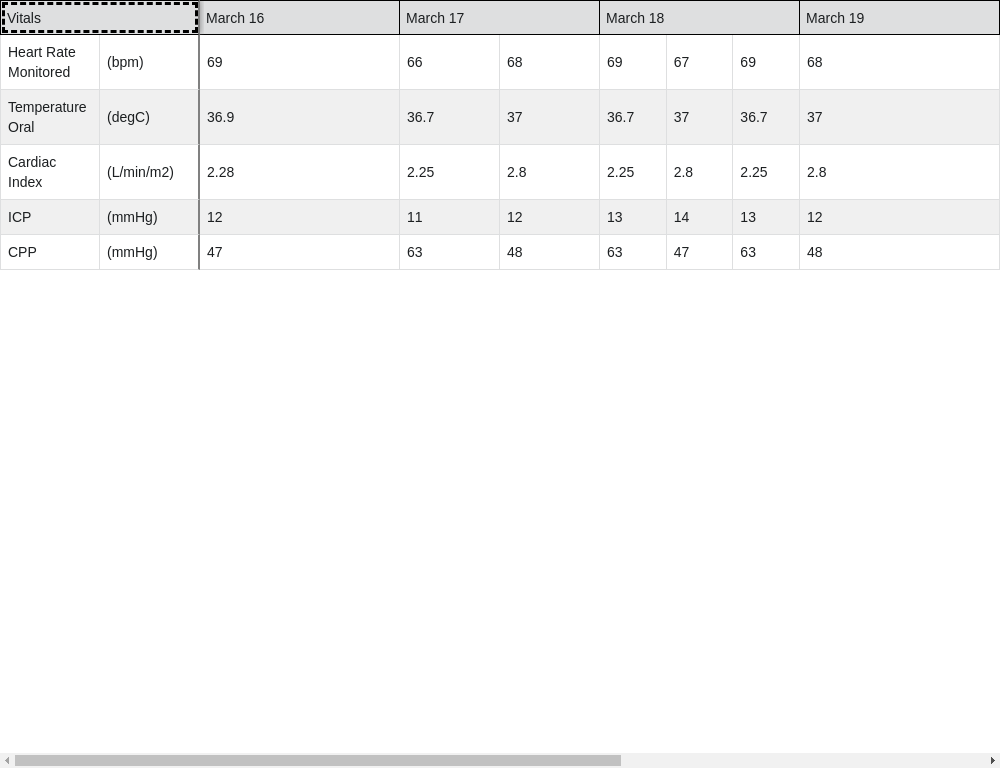 Vitals March 16 March 17 March 18 March 19
Heart Rate
Monitored (bpm) 69 66 68 69 67 69 68
Temperature
Oral (degC) 36.9 36.7 37 36.7 37 36.7 37
Cardiac
Index (L/min/m2) 2.28 2.25 2.8 2.25 2.8 2.25 2.8
ICP (mmHg) 12 11 12 13 14 13 12
CPP (mmHg) 47 63 48 63 47 63 48